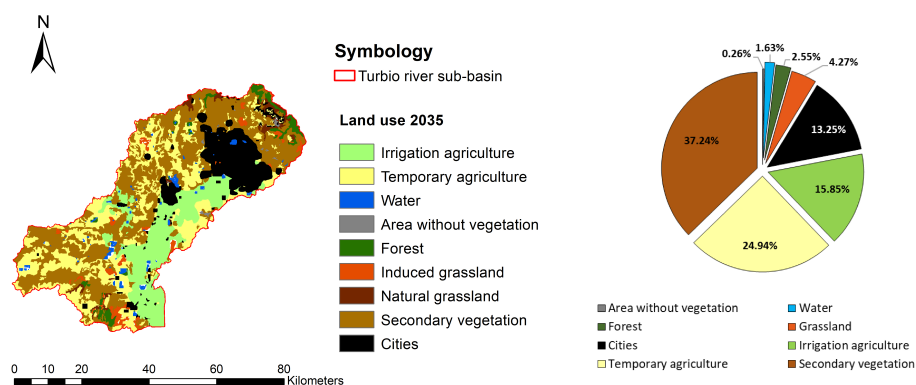 N
Symbology
Turbio river sub-basin
Land use 2035
Irrigation agriculture
Temporary agriculture
Water
Area without vegetation
Forest
Induced grassland
Natural grassland
Secondary vegetation
Cities
0 10 20 40 60 80
Kilometers
0.26% 1.63% 2.55% 4.27%
13.25%
15.85%
24.94%
37.24%
Area without vegetation Water
Forest Grassland
Cities Irrigation agriculture
Temporary agriculture Secondary vegetation